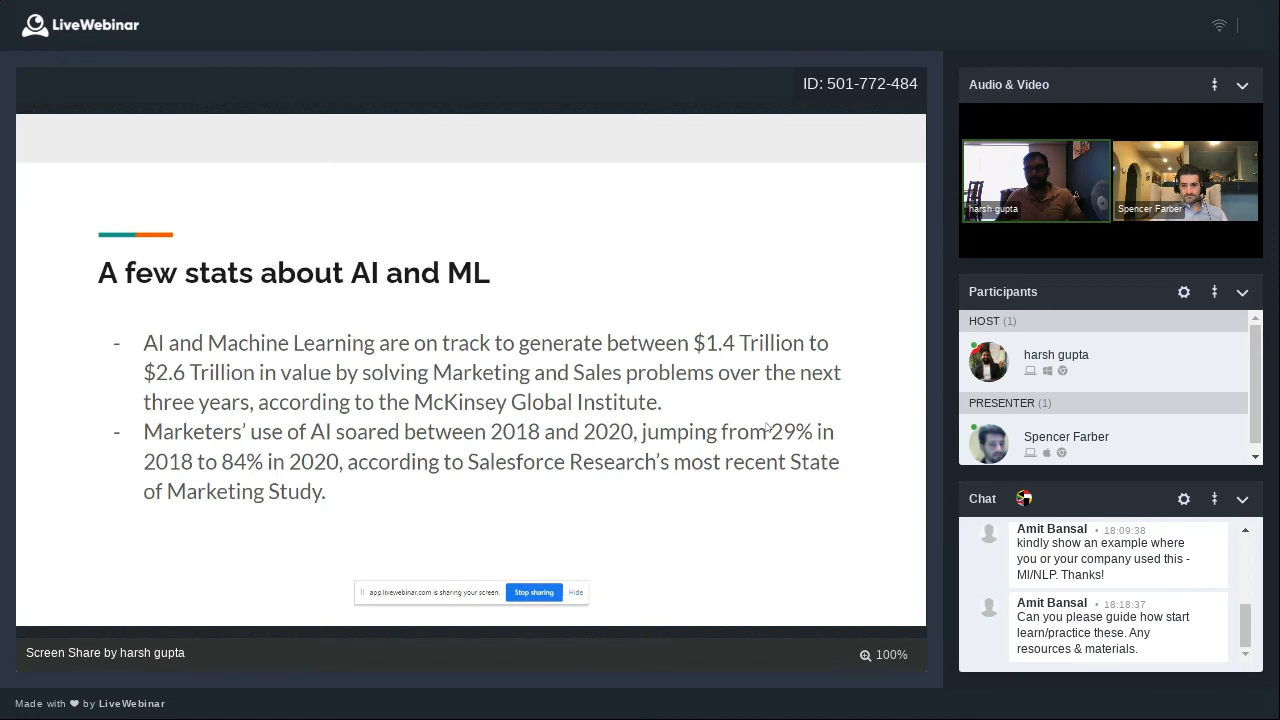 LiveWebinar
ID: 501-772-484
A few stats about AI and ML
- AI and Machine Learning are on track to generate between $1.4 Trillion to
$2.6 Trillion in value by solving Marketing and Sales problems over the next
three years, according to the McKinsey Global Institute.
- Marketers’ use of AI soared between 2018 and 2020, jumping from 29% in
2018 to 84% in 2020, according to Salesforce Research’s most recent State
of Marketing Study.
app.livewebinar.com is sharing your screen.
Stop sharing
Hide
Screen Share by harsh gupta
100%
Audio & Video
harsh gupta
Spencer Farber
Participants
HOST (1)
harsh gupta
PRESENTER (1)
Spencer Farber
Chat
Amit Bansal • 18:09:38
kindly show an example where
you or your company used this -
Ml/NLP. Thanks!
Amit Bansal • 18:18:37
Can you please guide how start
learn/practice these. Any
resources & materials.
Made with ❤ by LiveWebinar